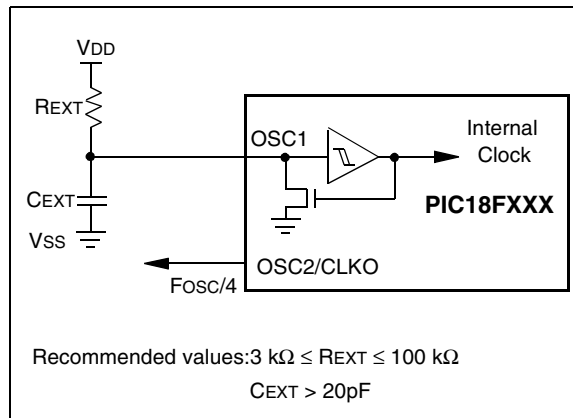 VDD
REXT
OSC1
Internal
Clock
CEXT
PIC18FXXX
VSS
OSC2/CLKO
FOSC/4
Recommended values:3 kΩ ≤ REXT ≤ 100 kΩ
CEXT > 20pF